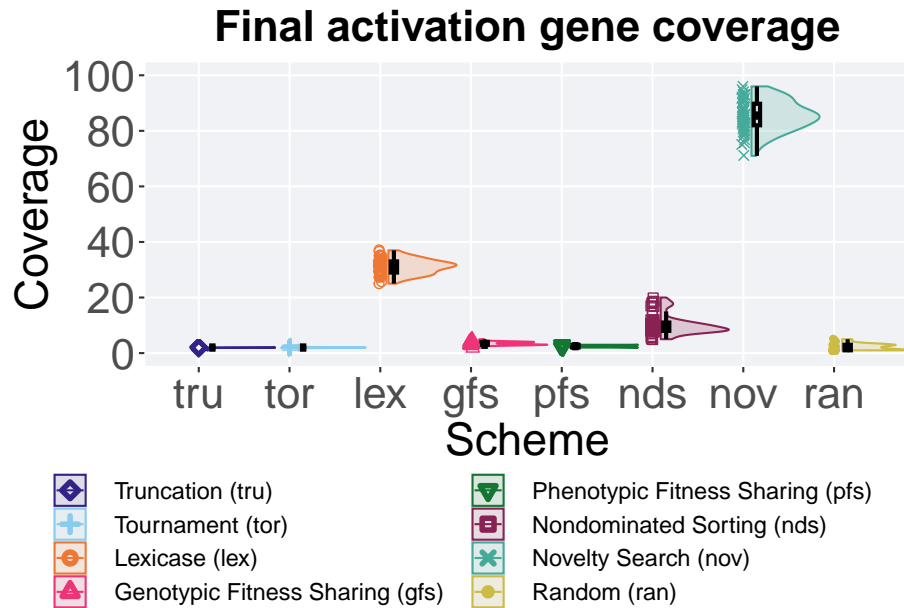 Final activation gene coverage
Coverage
100
80
60
40
20
0
tru tor lex gfs pfs nds nov ran
Scheme
Truncation (tru)
Tournament (tor)
Lexicase (lex)
Genotypic Fitness Sharing (gfs)
Phenotypic Fitness Sharing (pfs)
Nondominated Sorting (nds)
Novelty Search (nov)
Random (ran)